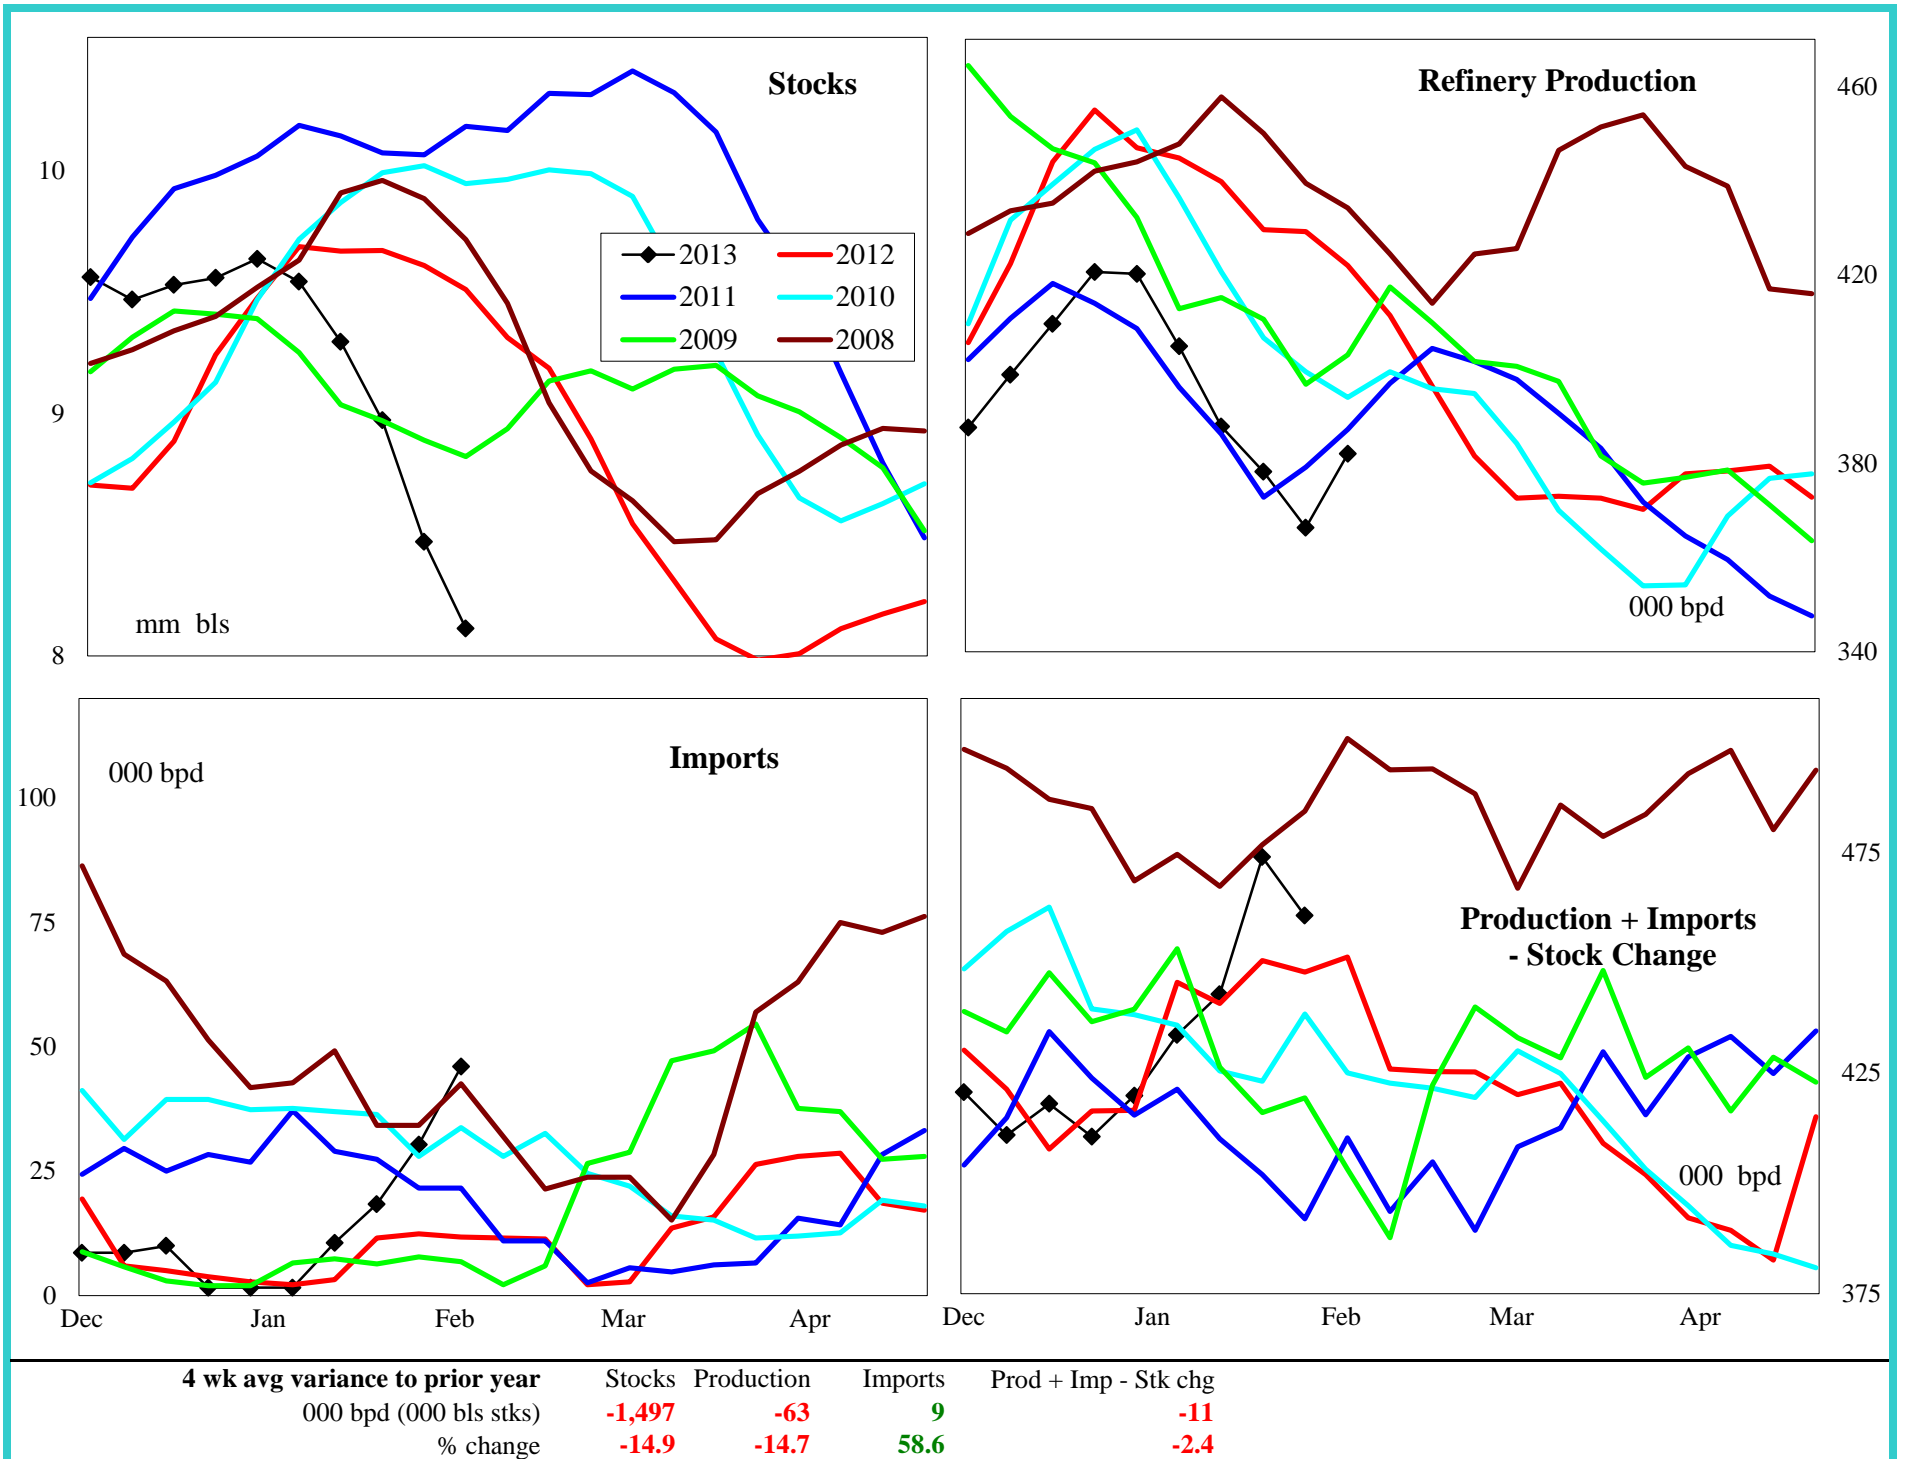 Stocks
10
9
8
mm bls
2013 2012
2011 2010
2009 2008
Refinery Production
460
420
380
340
000 bpd
Imports
000 bpd
100
75
50
25
0
Dec Jan Feb Mar Apr
Production + Imports
- Stock Change
475
425
375
000 bpd
Dec Jan Feb Mar Apr
4 wk avg variance to prior year Stocks Production Imports Prod + Imp - Stk chg
000 bpd (000 bls stks) -1,497 -63 9 -11
% change -14.9 -14.7 58.6 -2.4